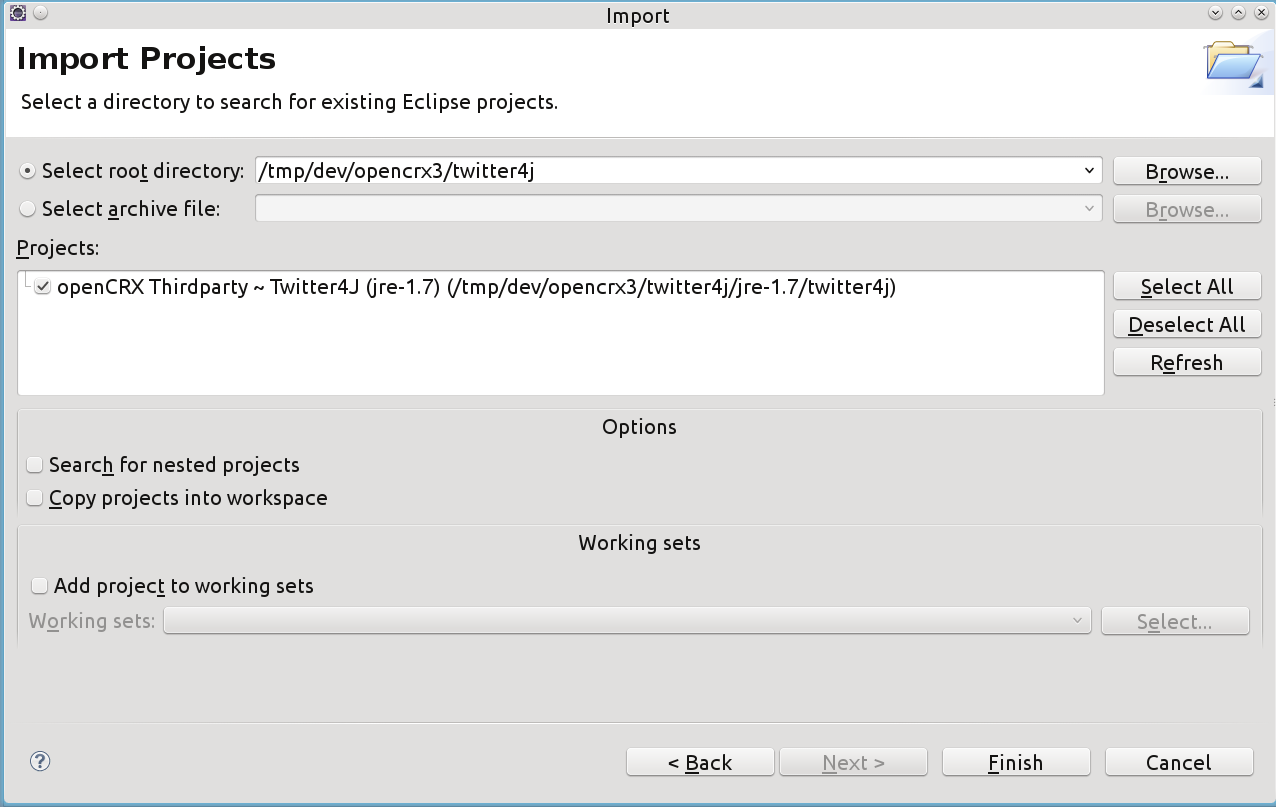 Import
Import Projects
Select a directory to search for existing Eclipse projects.
Select root directory: /tmp/dev/opencrx3/twitter4j Browse...
Select archive file: Browse...
Projects:
openCRX Thirdparty ~ Twitter4J (jre-1.7) (/tmp/dev/opencrx3/twitter4j/jre-1.7/twitter4j) Select All
Deselect All
Refresh
Options
Search for nested projects
Copy projects into workspace
Working sets
Add project to working sets
Working sets: Select...
? < Back Next > Finish Cancel